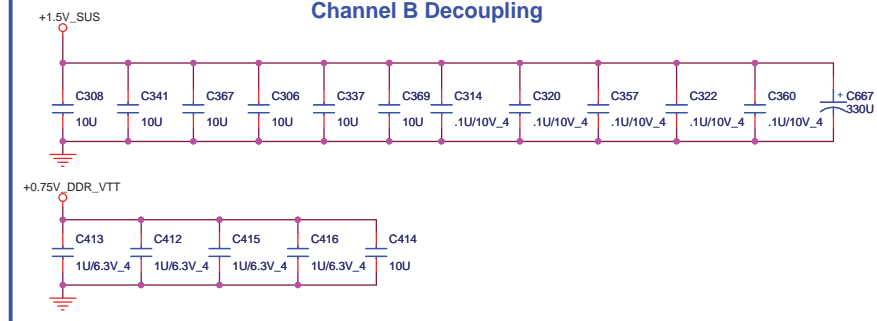 Channel B Decoupling
+1.5V_SUS
C308 C341 C367 C306 C337 C369 C314 C320 C357 C322 C360 + C667
10U 10U 10U 10U 10U 10U .1U/10V_4 .1U/10V_4 .1U/10V_4 .1U/10V_4 .1U/10V_4 330U
+0.75V_DDR_VTT
C413 C412 C415 C416 C414
1U/6.3V_4 1U/6.3V_4 1U/6.3V_4 1U/6.3V_4 10U